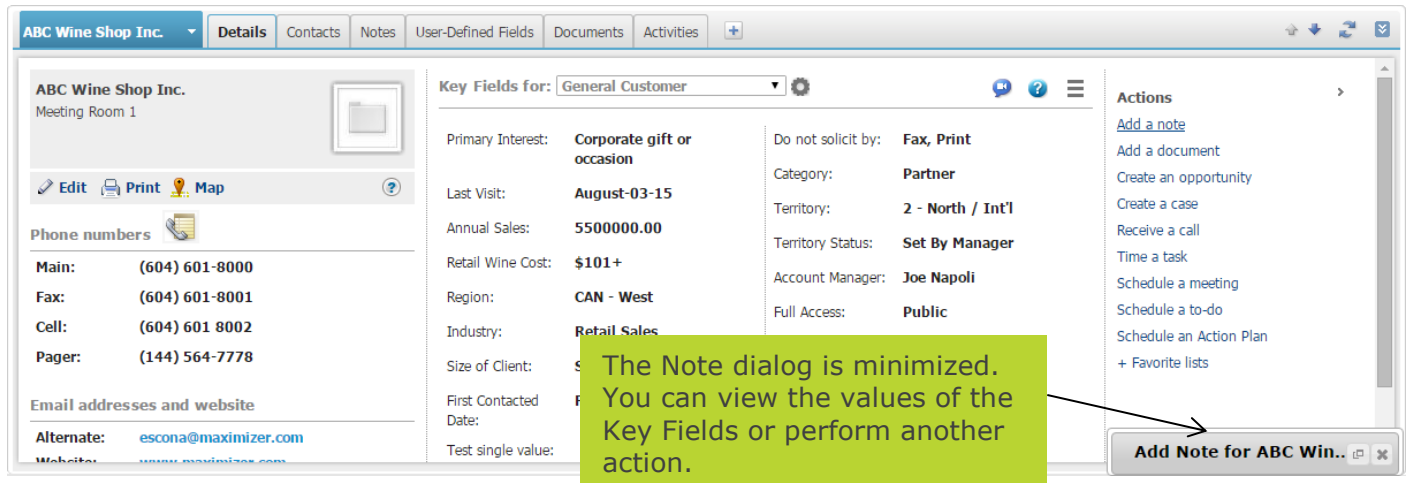 ABC Wine Shop Inc. Details Contacts Notes User-Defined Fields Documents Activities
ABC Wine Shop Inc.
Meeting Room 1
Edit Print Map
Phone numbers
Main: (604) 601-8000
Fax: (604) 601-8001
Cell: (604) 601 8002
Pager: (144) 564-7778
Email addresses and website
Alternate: escona@maximizer.com
Website: www.maximizer.com
Key Fields for: General Customer
Primary Interest: Corporate gift or
occasion
Last Visit: August-03-15
Annual Sales: 5500000.00
Retail Wine Cost: $101+
Region: CAN - West
Industry: Retail Sales
Size of Client:
First Contacted
Date:
Test single value:
Do not solicit by: Fax, Print
Category: Partner
Territory: 2 - North / Int'l
Territory Status: Set By Manager
Account Manager: Joe Napoli
Full Access: Public
Actions
Add a note
Add a document
Create an opportunity
Create a case
Receive a call
Time a task
Schedule a meeting
Schedule a to-do
Schedule an Action Plan
+ Favorite lists
The Note dialog is minimized.
You can view the values of the
Key Fields or perform another
action.
Add Note for ABC Win..